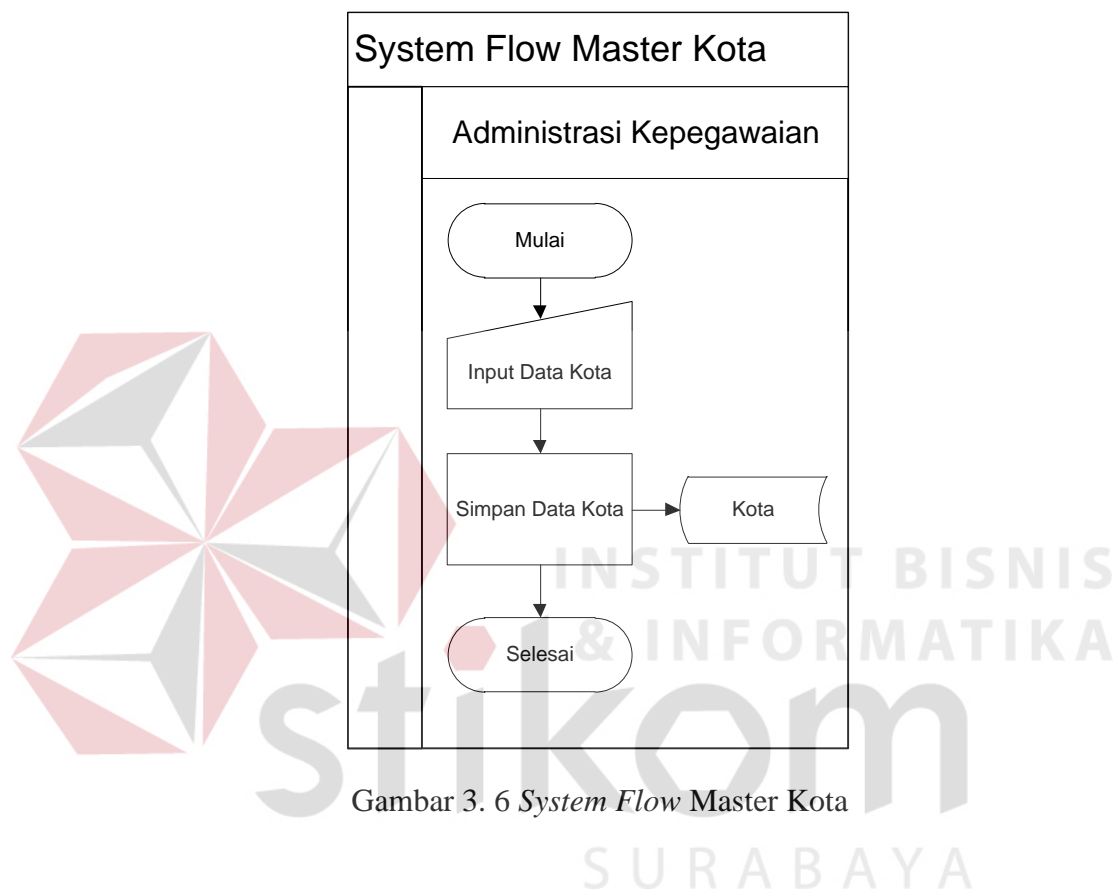 System Flow Master Kota
Administrasi Kepegawaian
Mulai
Input Data Kota
Simpan Data Kota
Kota
Selesai
INSTITUT BISNIS
& INFORMATIKA
stikom
SURABAYA
Gambar 3. 6 System Flow Master Kota